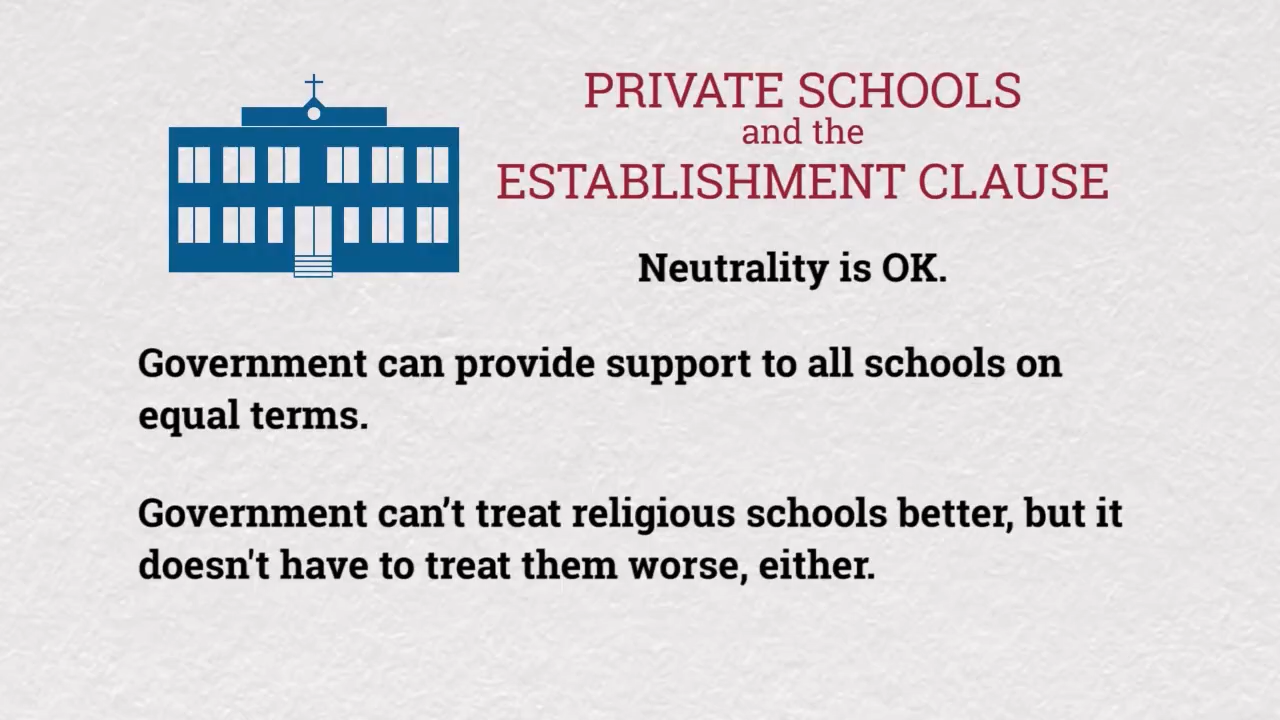 PRIVATE SCHOOLS
and the
ESTABLISHMENT CLAUSE
Neutrality is OK.
Government can provide support to all schools on
equal terms.
Government can’t treat religious schools better, but it
doesn't have to treat them worse, either.